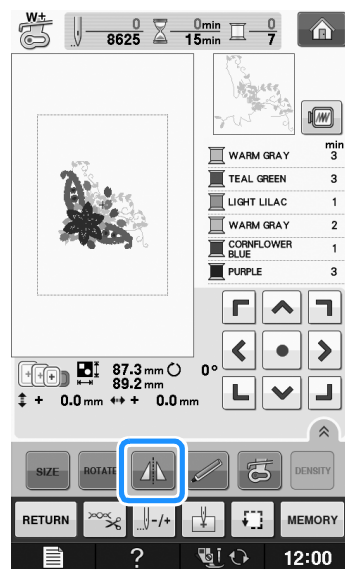 W+
0
8625
0min
15min
0
7
min
WARM GRAY 3
TEAL GREEN 3
LIGHT LILAC 1
WARM GRAY 2
CORNFLOWER
BLUE 1
PURPLE 3
87.3 mm 0°
89.2 mm
+ 0.0 mm + 0.0 mm
SIZE ROTATE DENSITY
RETURN -/+ MEMORY
? 12:00